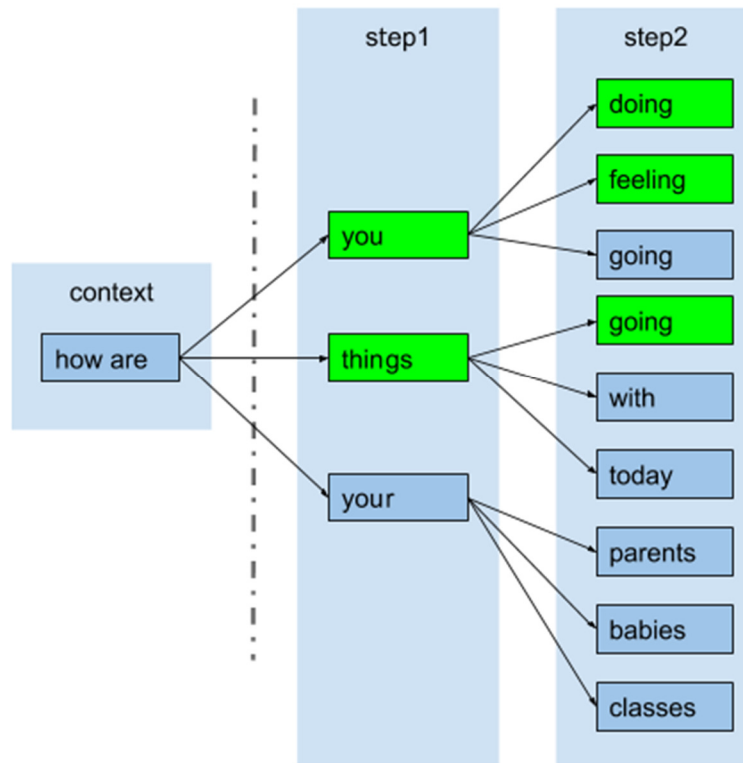 step1
step2
doing
feeling
you
going
context
going
how are
things
with
today
your
parents
babies
classes